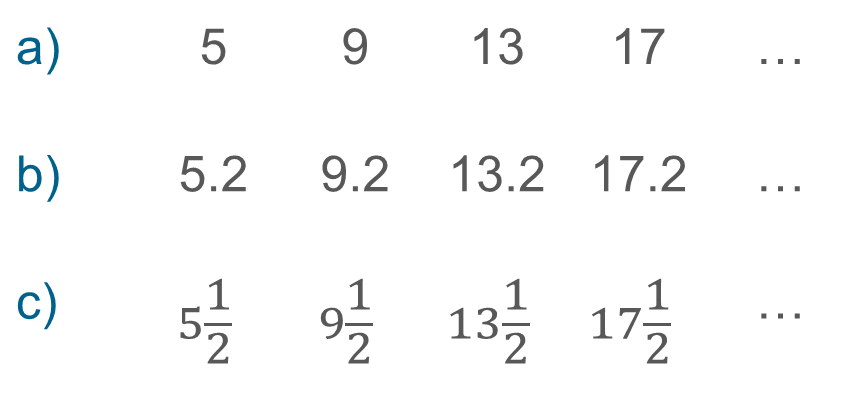 a) 5 9 13 17 …
b) 5.2 9.2 13.2 17.2 …
c) 5 1/2 9 1/2 13 1/2 17 1/2 …